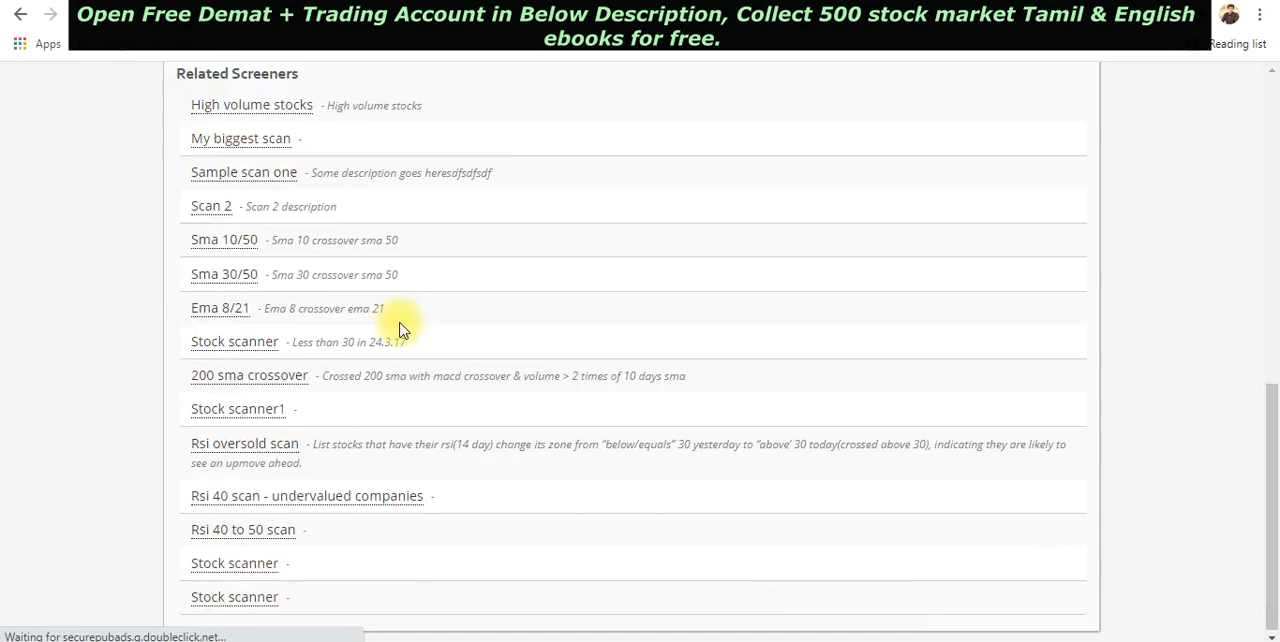 Open Free Demat + Trading Account in Below Description, Collect 500 stock market Tamil & English
ebooks for free.
Apps
Reading list
Related Screeners
High volume stocks - High volume stocks
My biggest scan -
Sample scan one - Some description goes heresdfsdfsdf
Scan 2 - Scan 2 description
Sma 10/50 - Sma 10 crossover sma 50
Sma 30/50 - Sma 30 crossover sma 50
Ema 8/21 - Ema 8 crossover ema 21
Stock scanner - Less than 30 in 24.3.17
200 sma crossover - Crossed 200 sma with macd crossover & volume > 2 times of 10 days sma
Stock scanner1 -
Rsi oversold scan - List stocks that have their rsi(14 day) change its zone from “below/equals” 30 yesterday to “above’ 30 today(crossed above 30), indicating they are likely to
see an upmove ahead.
Rsi 40 scan - undervalued companies -
Rsi 40 to 50 scan -
Stock scanner -
Stock scanner -
Waiting for securepubads.g.doubleclick.net...